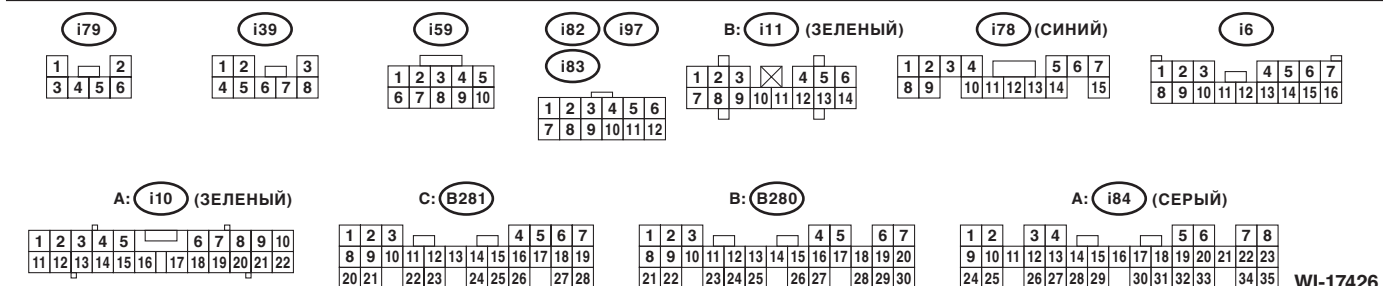 i79
1 2
3 4 5 6
i39
1 2 3
4 5 6 7 8
i59
1 2 3 4 5
6 7 8 9 10
i82 i97
i83
1 2 3 4 5 6
7 8 9 10 11 12
B: i11 (ЗЕЛЕНЫЙ)
1 2 3 4 5 6
7 8 9 10 11 12 13 14
i78 (СИНИЙ)
1 2 3 4 5 6 7
8 9 10 11 12 13 14 15
i6
1 2 3 4 5 6 7
8 9 10 11 12 13 14 15 16
A: i10 (ЗЕЛЕНЫЙ)
1 2 3 4 5 6 7 8 9 10
11 12 13 14 15 16 17 18 19 20 21 22
C: B281
1 2 3 4 5 6 7
8 9 10 11 12 13 14 15 16 17 18 19
20 21 22 23 24 25 26 27 28
B: B280
1 2 3 4 5 6 7
8 9 10 11 12 13 14 15 16 17 18 19 20
21 22 23 24 25 26 27 28 29 30
A: i84 (СЕРЫЙ)
1 2 3 4 5 6 7 8
9 10 11 12 13 14 15 16 17 18 19 20 21 22 23
24 25 26 27 28 29 30 31 32 33 34 35
WI-17426